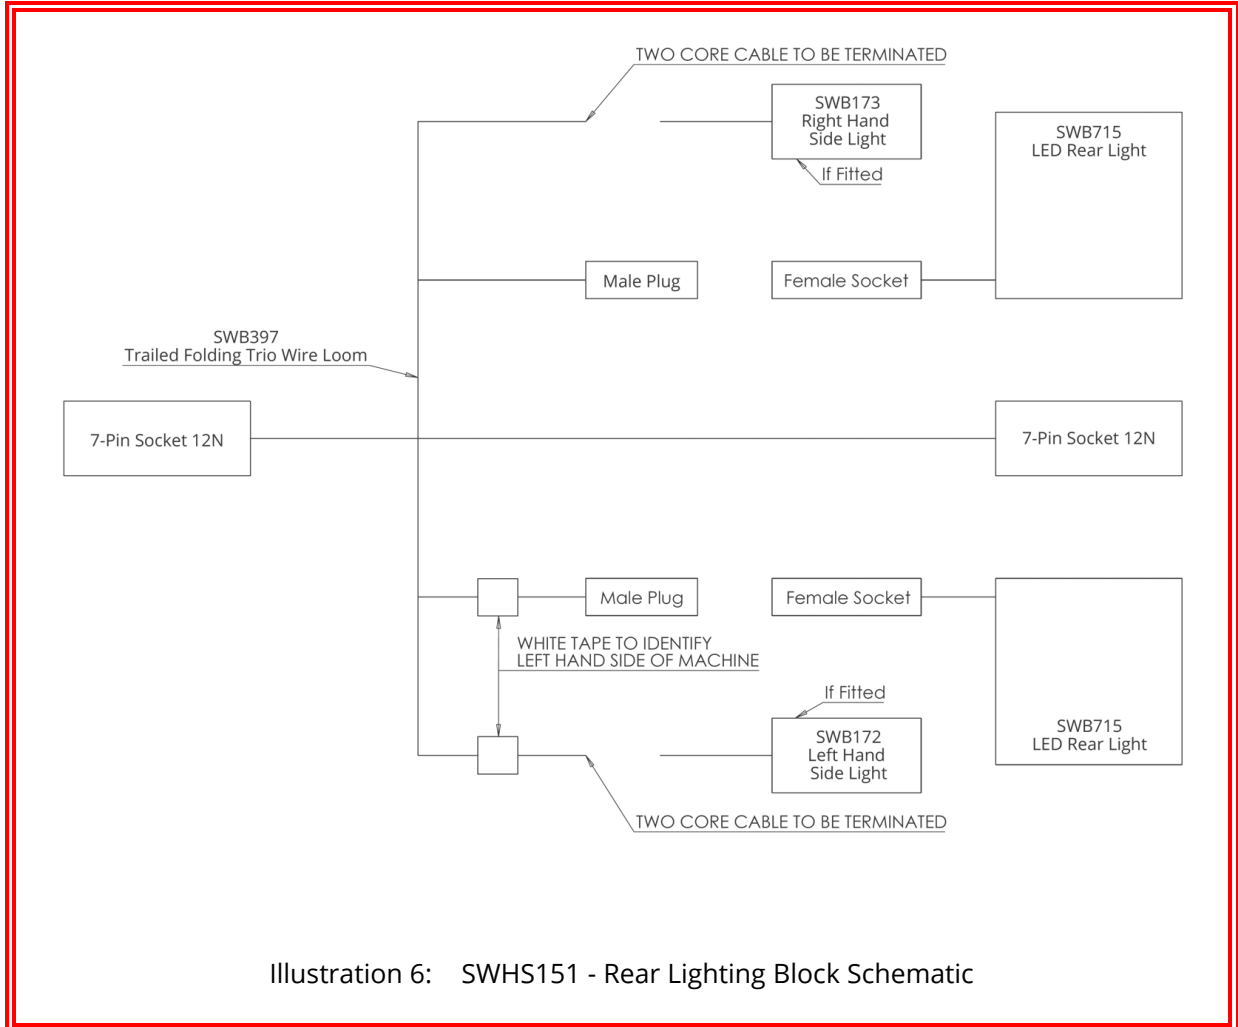 TWO CORE CABLE TO BE TERMINATED
SWB173
Right Hand
Side Light
If Fitted
SWB715
LED Rear Light
Male Plug
Female Socket
SWB397
Trailed Folding Trio Wire Loom
7-Pin Socket 12N
7-Pin Socket 12N
Male Plug
Female Socket
WHITE TAPE TO IDENTIFY
LEFT HAND SIDE OF MACHINE
If Fitted
SWB172
Left Hand
Side Light
SWB715
LED Rear Light
TWO CORE CABLE TO BE TERMINATED
Illustration 6: SWHS151 - Rear Lighting Block Schematic